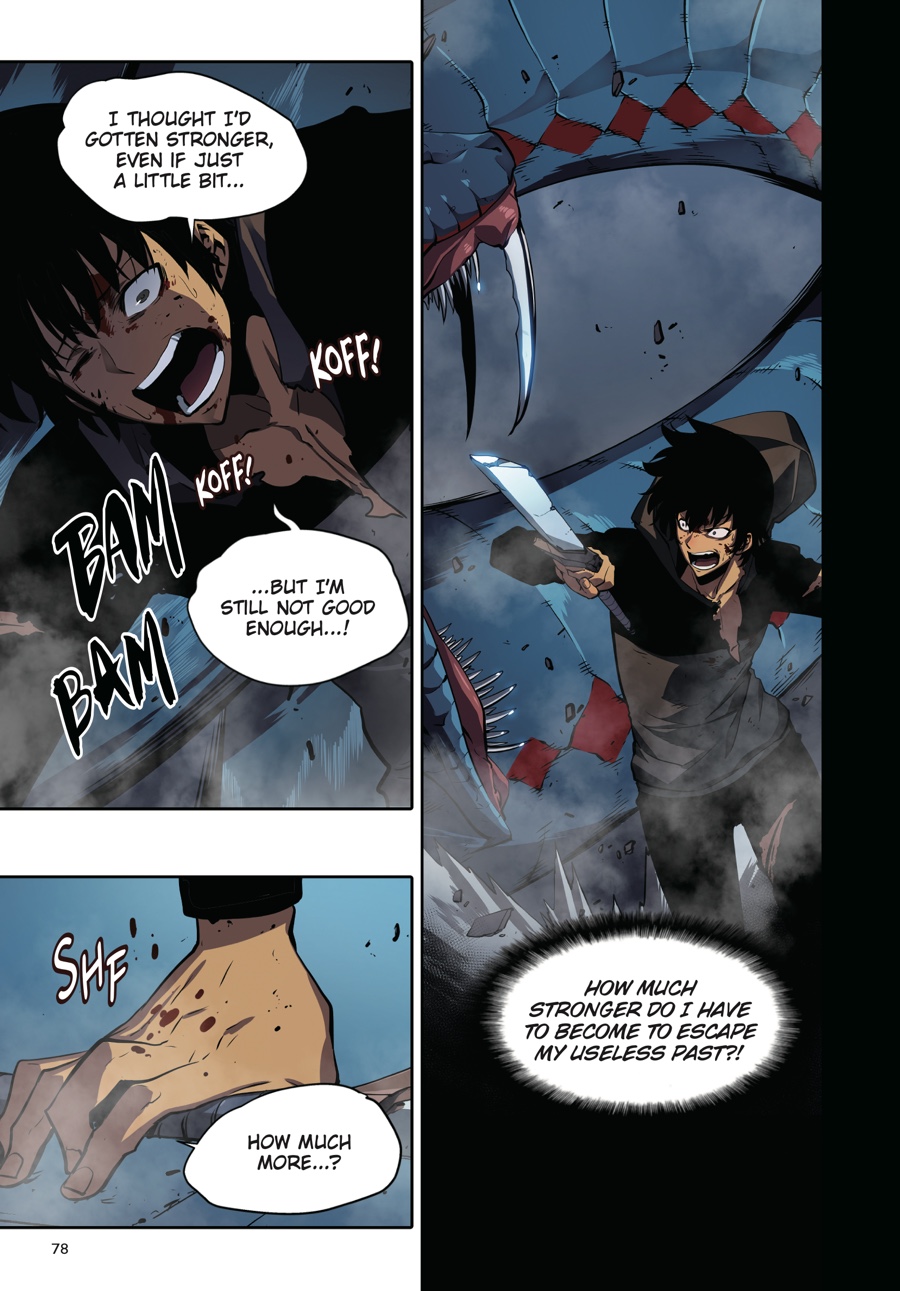 I THOUGHT I'D
GOTTEN STRONGER,
EVEN IF JUST
A LITTLE BIT...
KOFF!
KOFF!
BAM
BAM
...BUT I'M
STILL NOT GOOD
ENOUGH...!
SHF
HOW MUCH
MORE...?
HOW MUCH
STRONGER DO I HAVE
TO BECOME TO ESCAPE
MY USELESS PAST?!
78